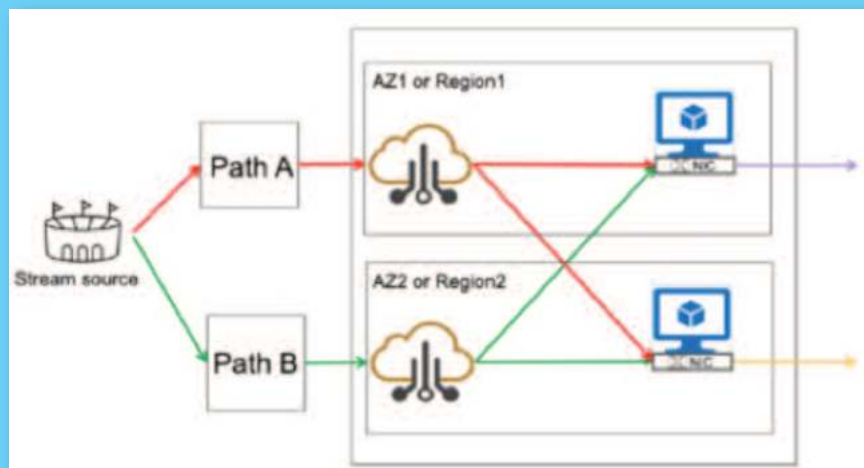 AZ1 or Region1
Path A
NIC
Stream source
AZ2 or Region2
Path B
NIC